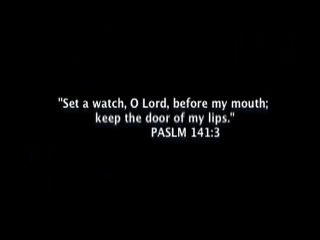 "Set a watch, O Lord, before my mouth;
keep the door of my lips."
PASLM 141:3